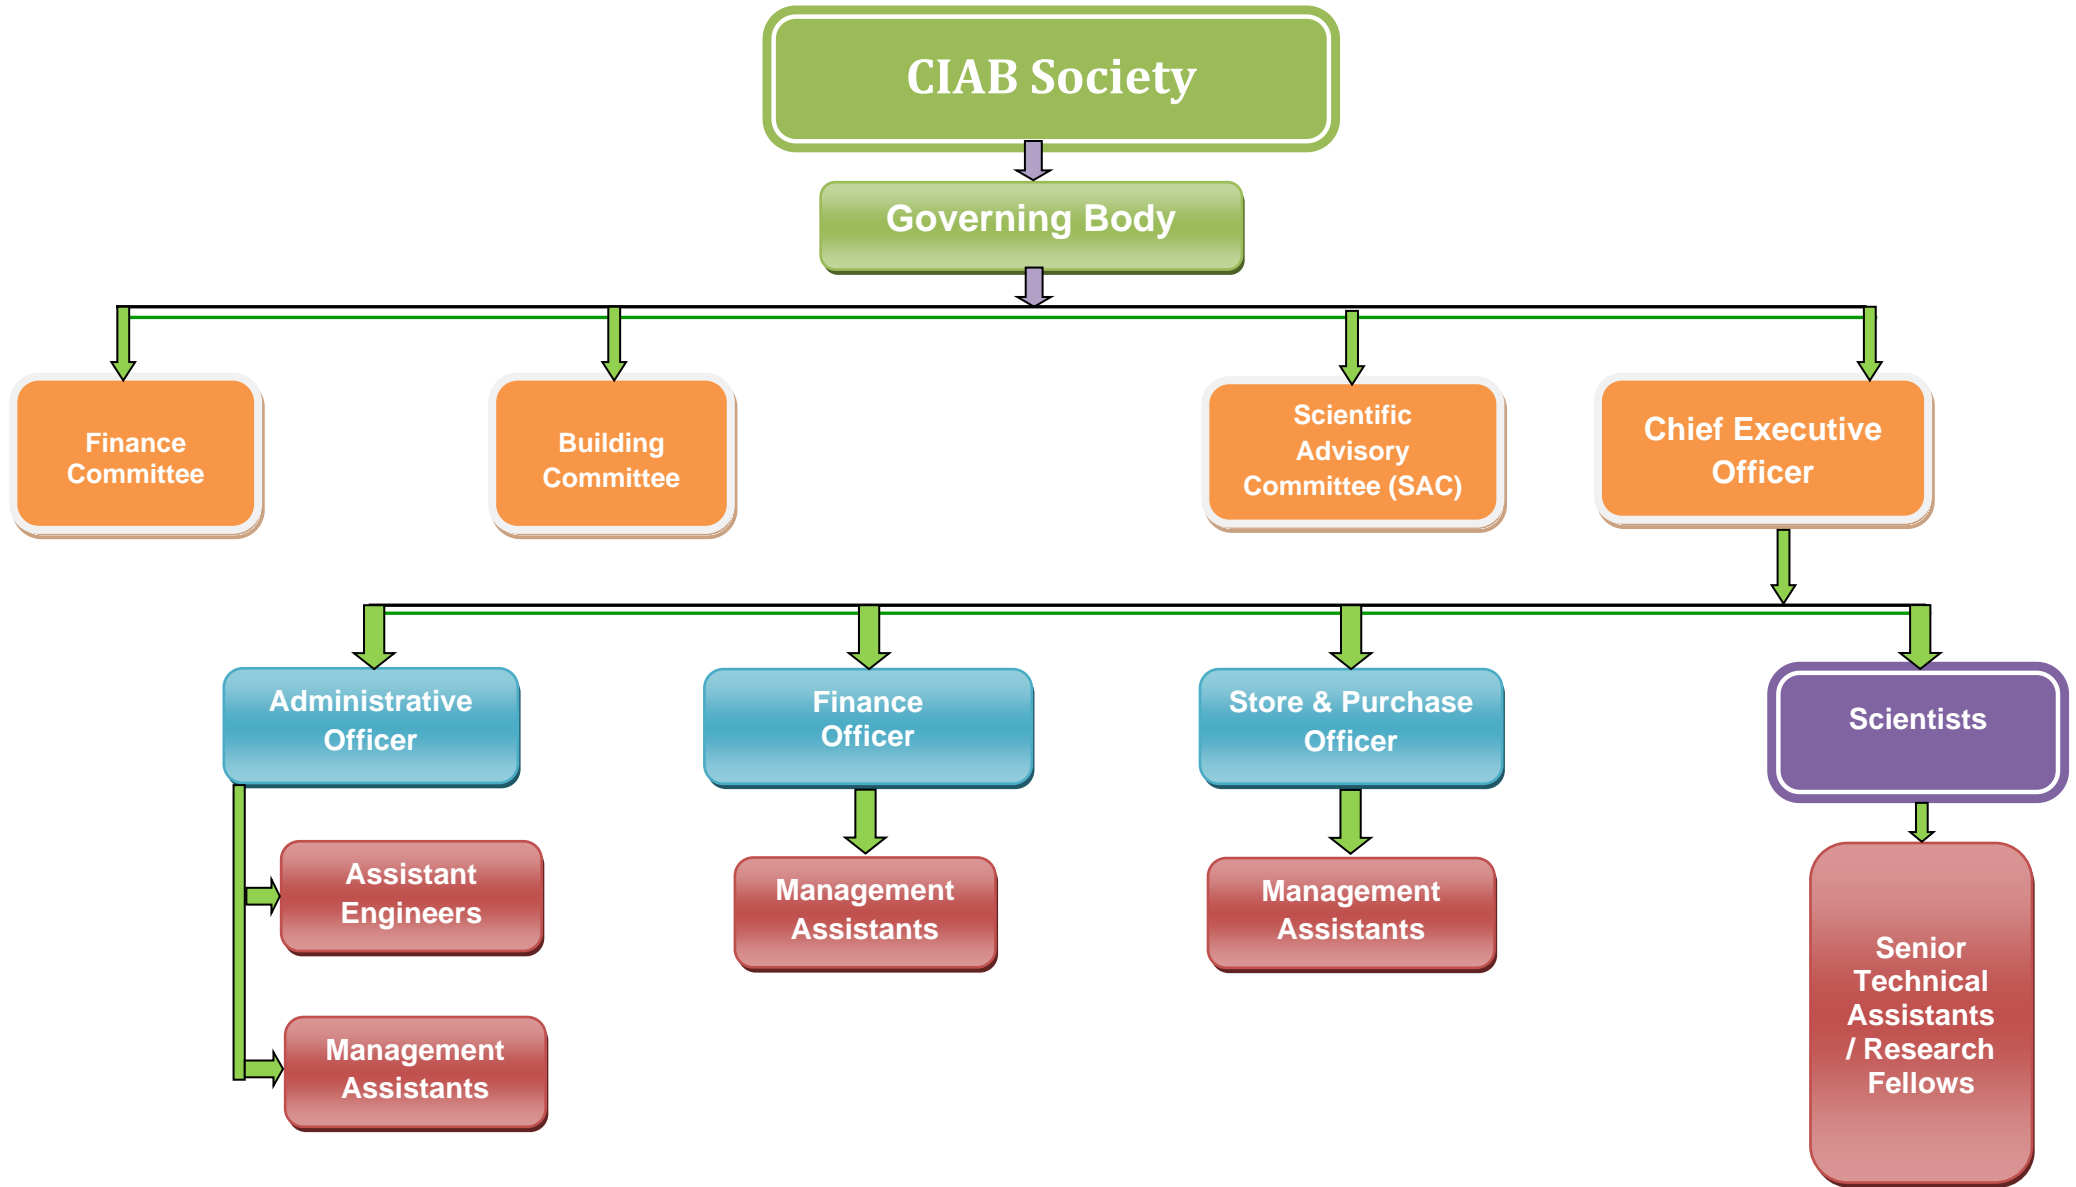 CIAB Society
Governing Body
Finance
Committee
Building
Committee
Scientific
Advisory
Committee (SAC)
Chief Executive
Officer
Administrative
Officer
Finance
Officer
Store & Purchase
Officer
Scientists
Assistant
Engineers
Management
Assistants
Management
Assistants
Management
Assistants
Senior
Technical
Assistants
/ Research
Fellows